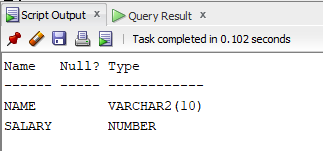 Script Output x Query Result x
Task completed in 0.102 seconds
Name   Null? Type
------ ----- ------------
NAME         VARCHAR2(10)
SALARY       NUMBER